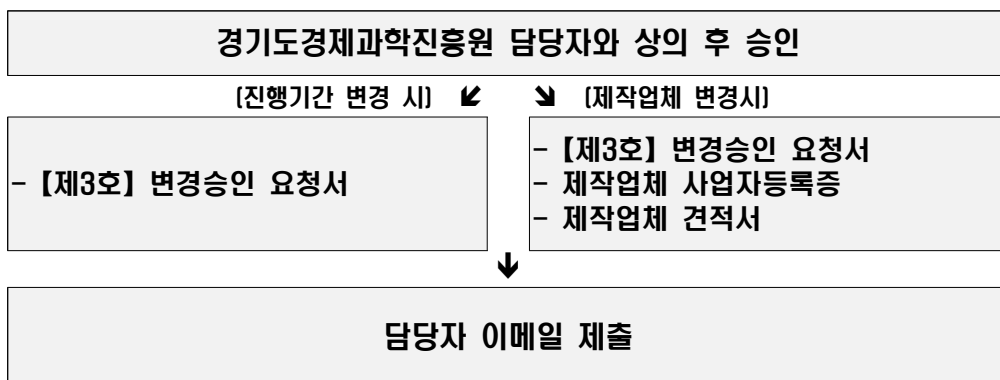 경기도경제과학진흥원 담당자와 상의 후 승인
(진행기간 변경 시) ↙ ↘ (제작업체 변경시)
- 【제3호】 변경승인 요청서
- 【제3호】 변경승인 요청서
- 제작업체 사업자등록증
- 제작업체 견적서
↓
담당자 이메일 제출